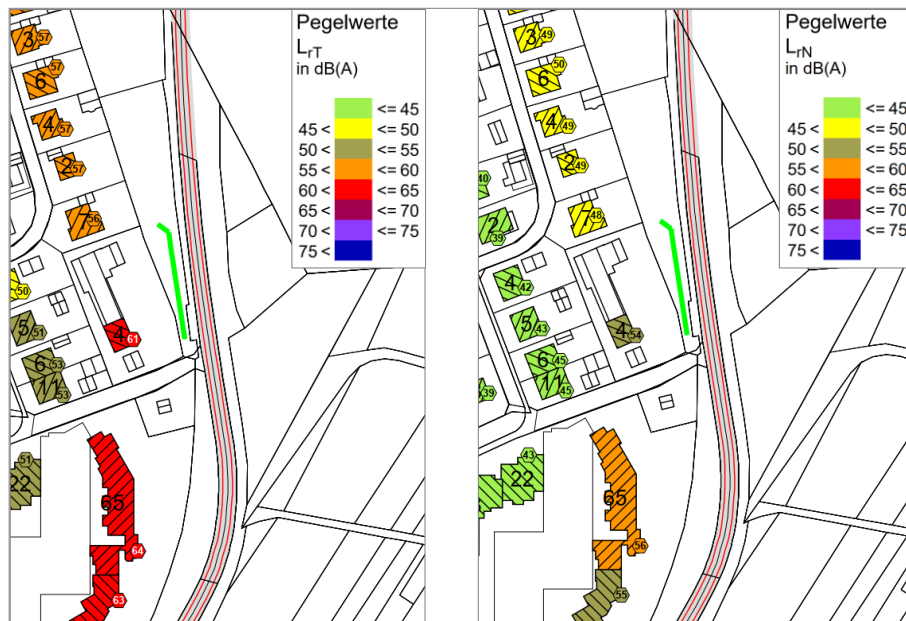 Pegelwerte
LrT
in dB(A)
<= 45
45 < <= 50
50 < <= 55
55 < <= 60
60 < <= 65
65 < <= 70
70 < <= 75
75 <
3 57
57
6
4 57
2 57
7 56
50
5 51
4 61
6 53
11 53
51
22
65
64
63
Pegelwerte
LrN
in dB(A)
<= 45
45 < <= 50
50 < <= 55
55 < <= 60
60 < <= 65
65 < <= 70
70 < <= 75
75 <
3 49
50
6
4 49
2 49
40
7 48
2 39
4 42
5 43
4 54
6 45
11 45
39
43
22
65
56
55